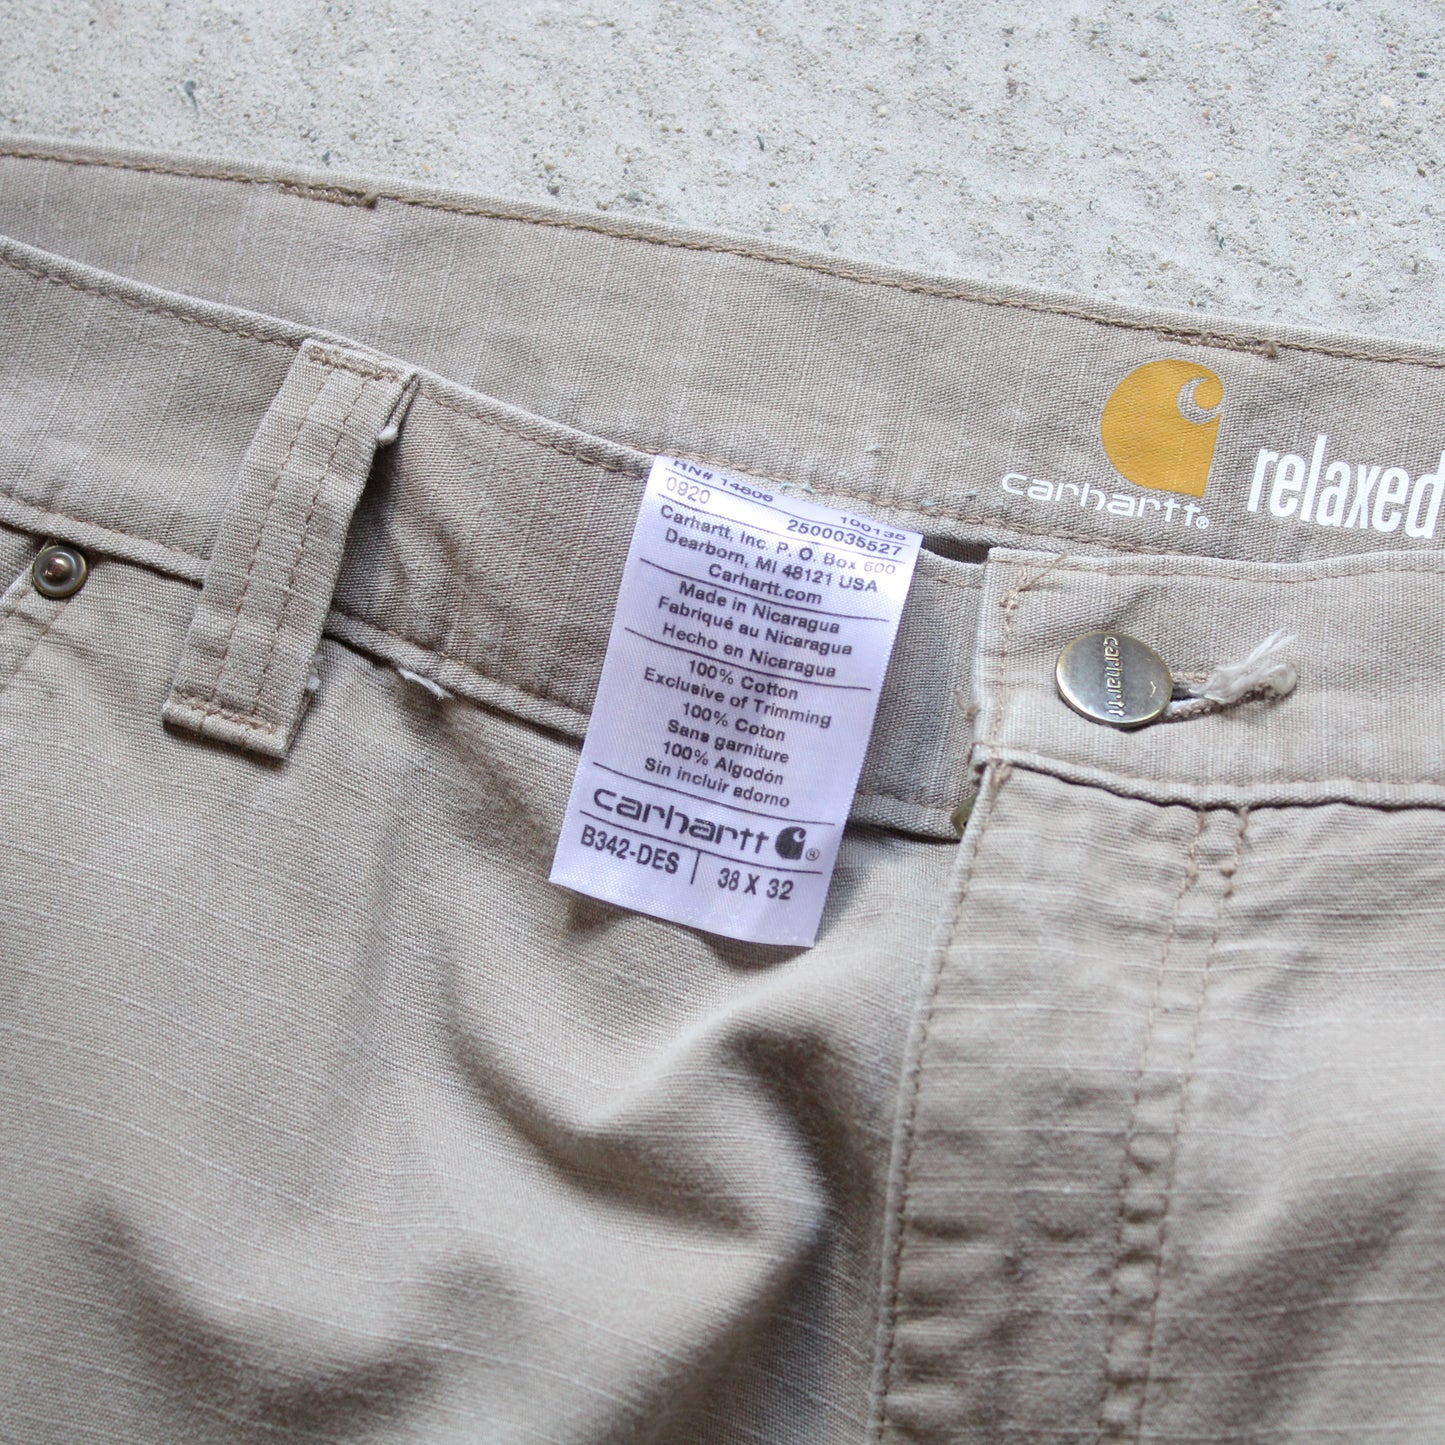 carhartt® relaxed
RN# 14806 100135
0920 2500035527
Carhartt, Inc. P. O. Box 600
Dearborn, MI 48121 USA
Carhartt.com
Made in Nicaragua
Fabriqué au Nicaragua
Hecho en Nicaragua
100% Cotton
Exclusive of Trimming
100% Coton
Sans garniture
100% Algodón
Sin incluir adorno
carhartt ®
B342-DES | 38 X 32
carhartt